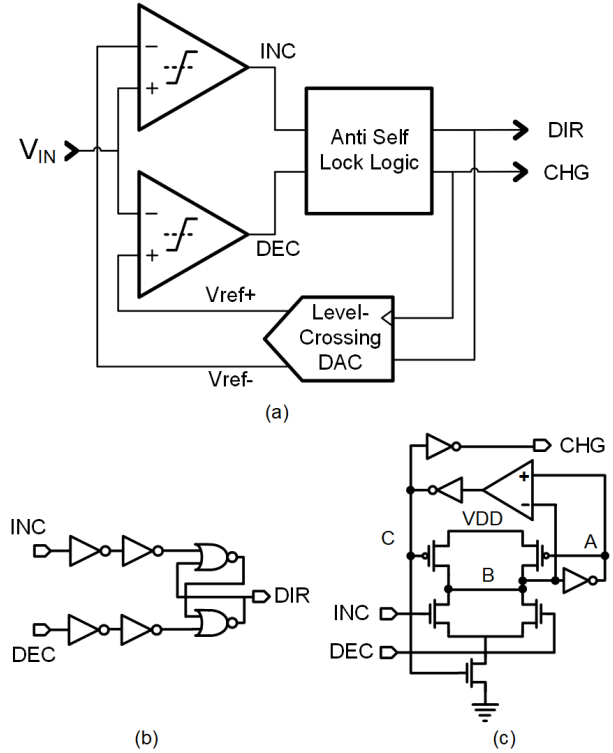 INC
VIN
Anti Self
Lock Logic
DIR
CHG
DEC
Vref+
Level-
Crossing
DAC
Vref-
(a)
INC
DIR
DEC
(b)
CHG
VDD
C
A
B
INC
DEC
(c)